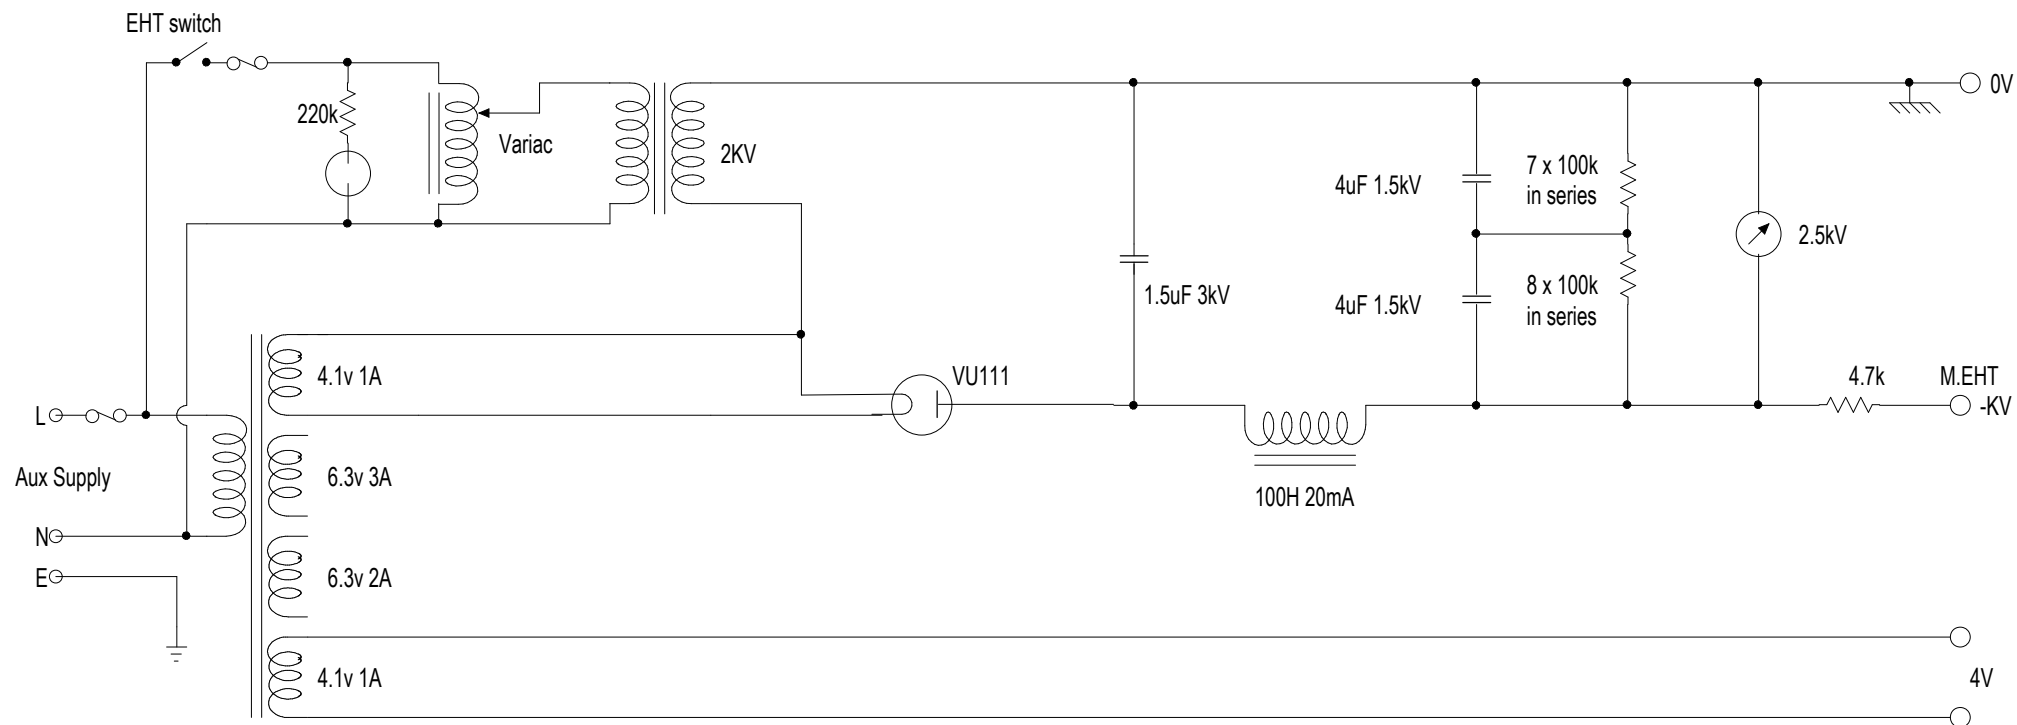 EHT switch
0V
220k
Variac
2KV
7 x 100k
in series
4uF 1.5kV
2.5kV
8 x 100k
in series
1.5uF 3kV
4uF 1.5kV
4.1v 1A
VU111
4.7k
M.EHT
-KV
L
Aux Supply
6.3v 3A
100H 20mA
N
E
6.3v 2A
4.1v 1A
4V